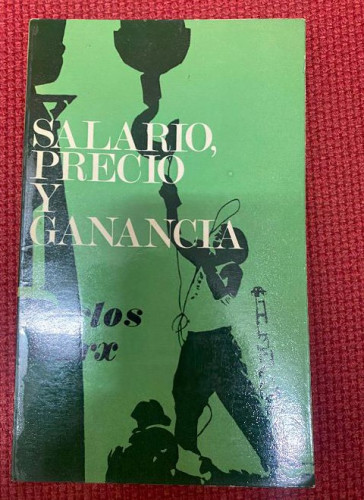 SALARIO,
PRECIO
Y
GANANCIA
los
rx